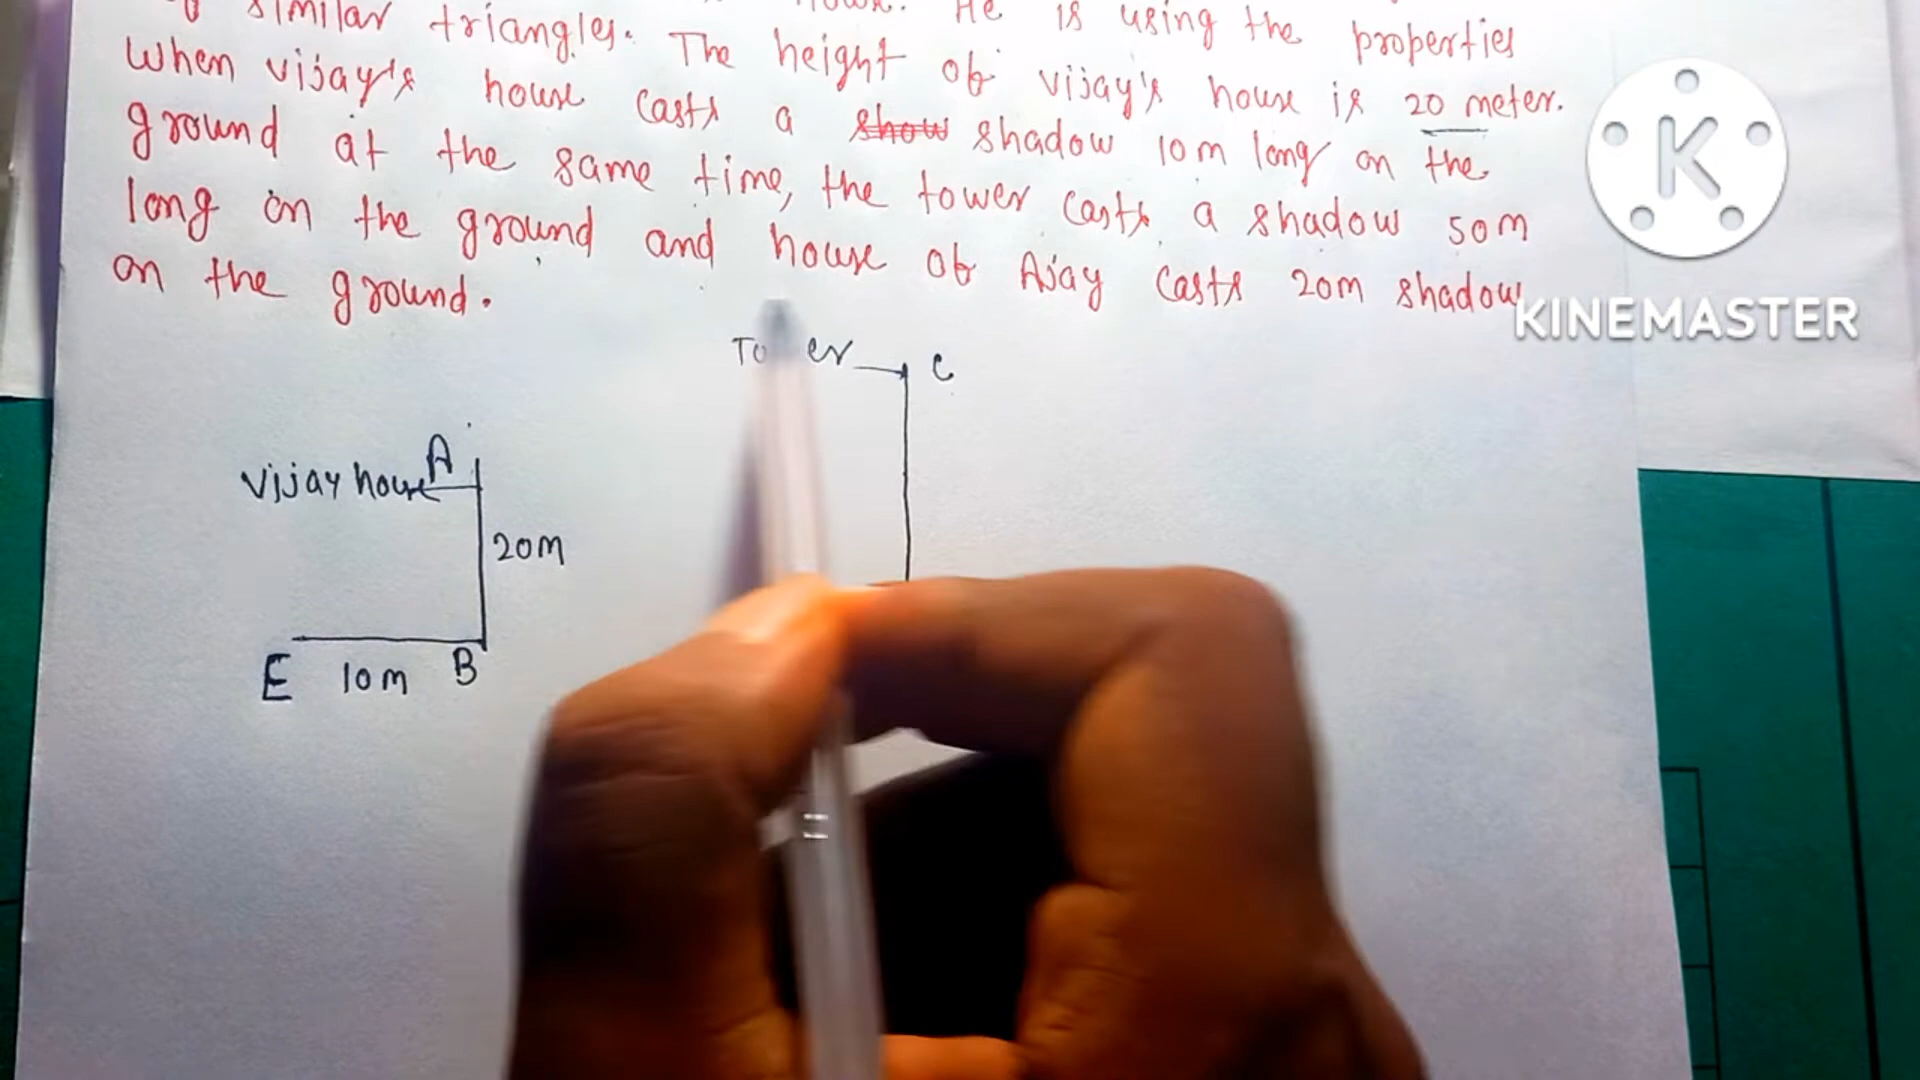 similar triangles. The height of vijay's house is 20 meter.
He is using the properties
When vijay's house casts a show shadow 10m long on the
ground at the same time, the tower casts a shadow 50m
long on the ground and house of Ajay casts 20m shadow
on the ground.
K
KINEMASTER
Tower C
A
Vijay house
20m
E 10m B